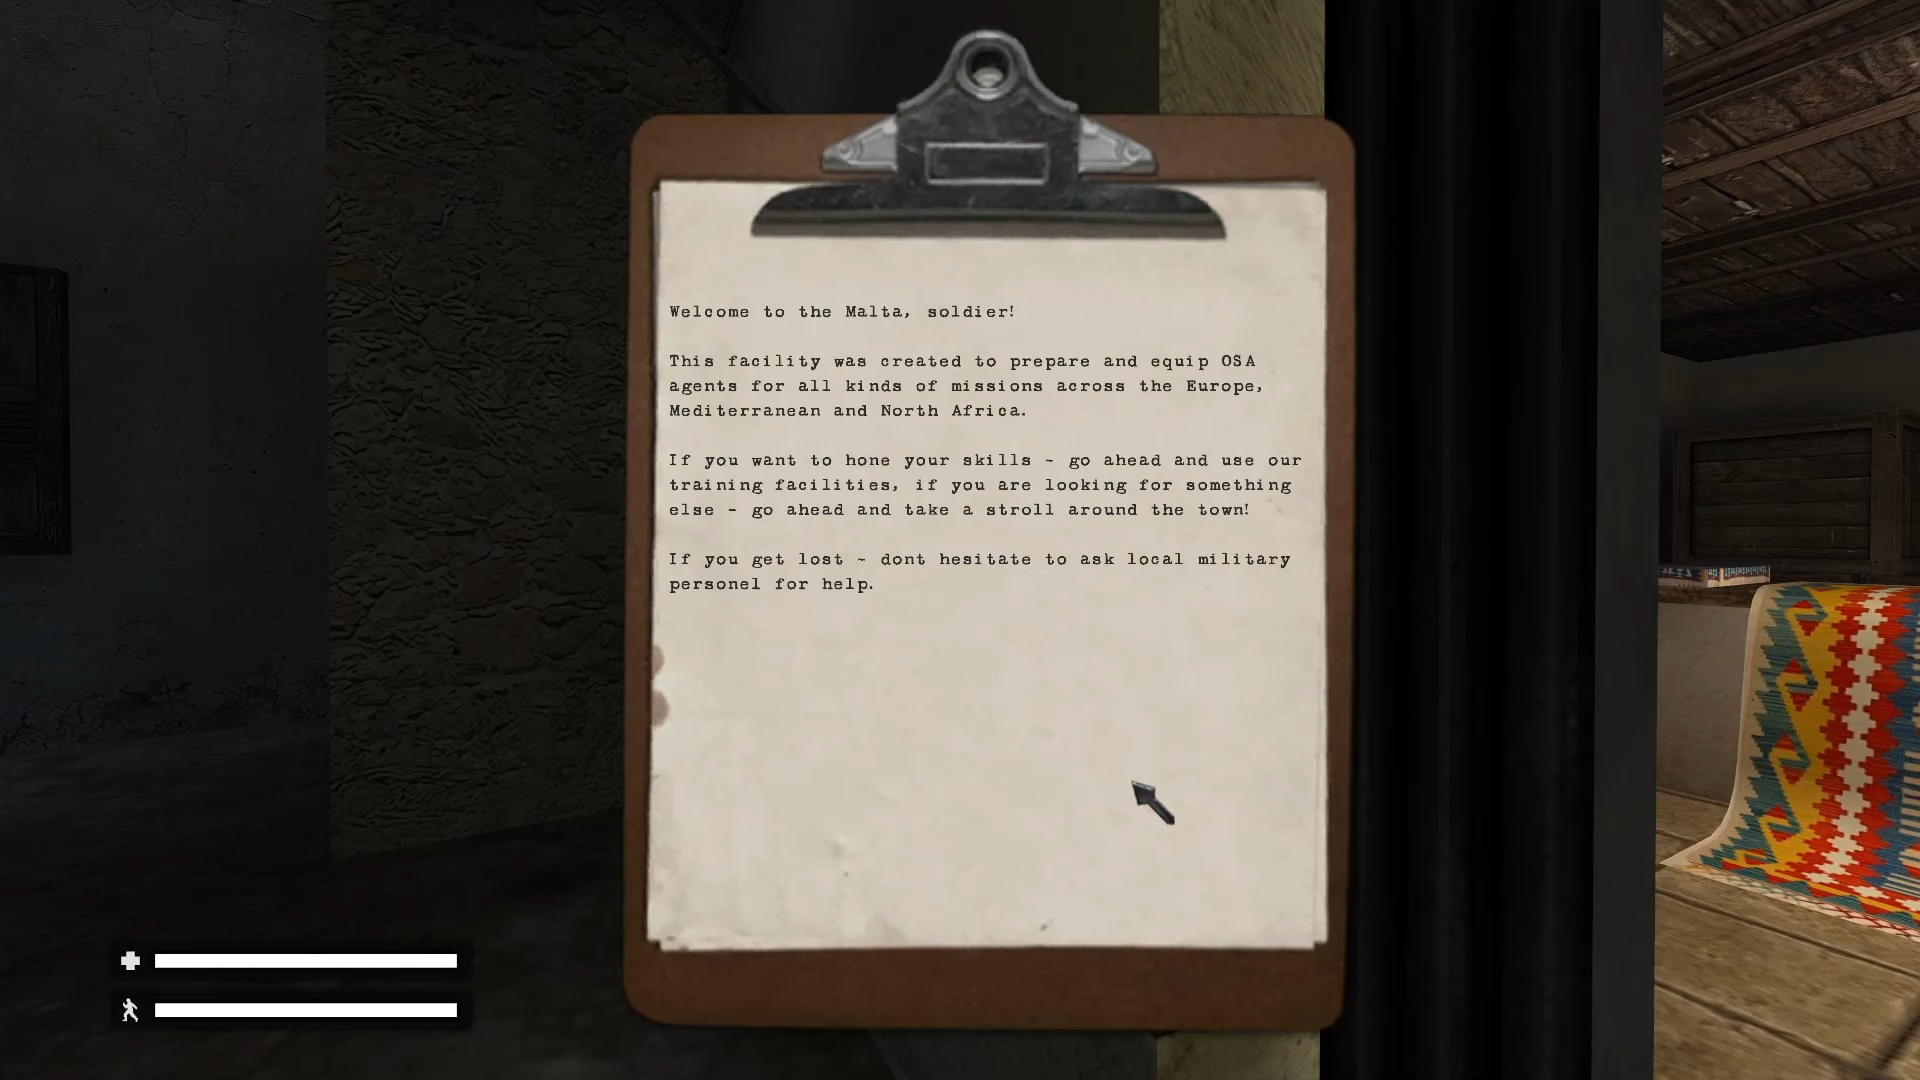 Welcome to the Malta, soldier!
This facility was created to prepare and equip OSA
agents for all kinds of missions across the Europe,
Mediterranean and North Africa.
If you want to hone your skills ~ go ahead and use our
training facilities, if you are looking for something
else - go ahead and take a stroll around the town!
If you get lost ~ dont hesitate to ask local military
personel for help.